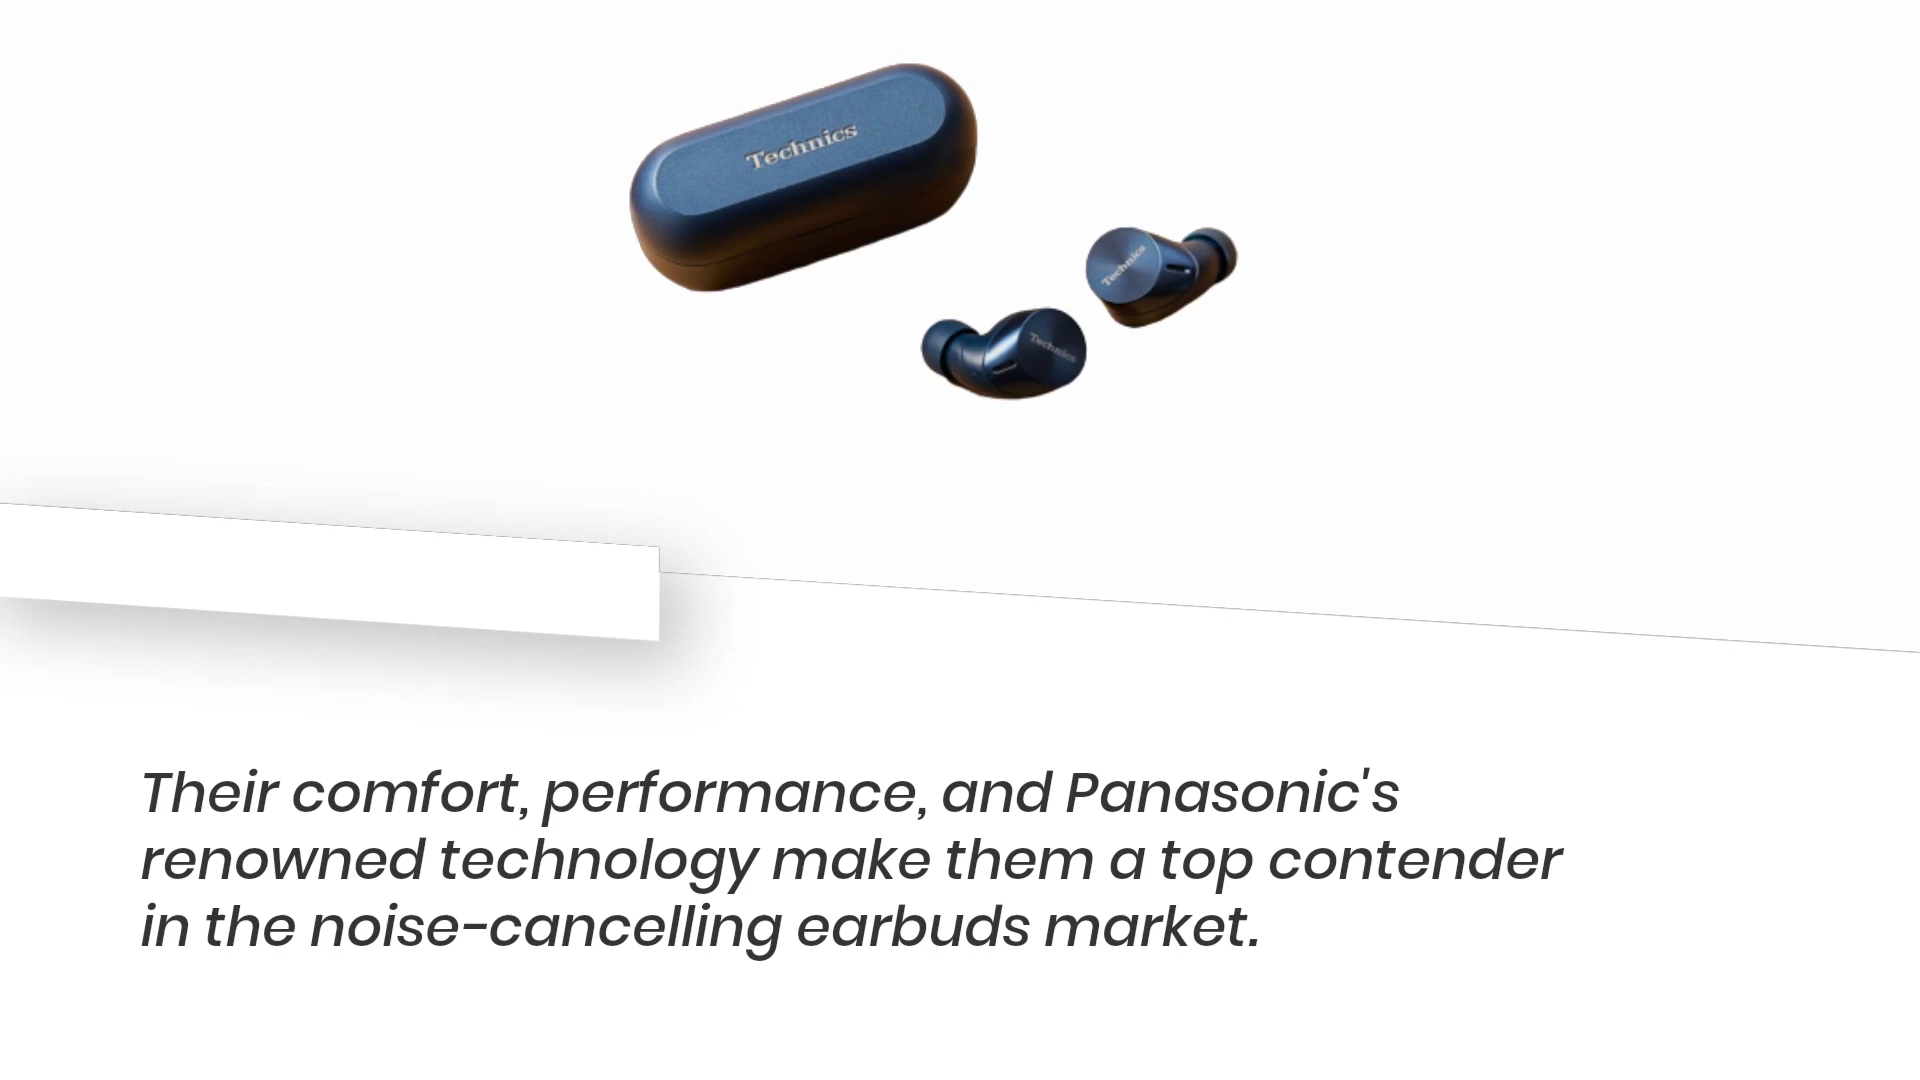 Technics
Technics
Technics
Their comfort, performance, and Panasonic's
renowned technology make them a top contender
in the noise-cancelling earbuds market.